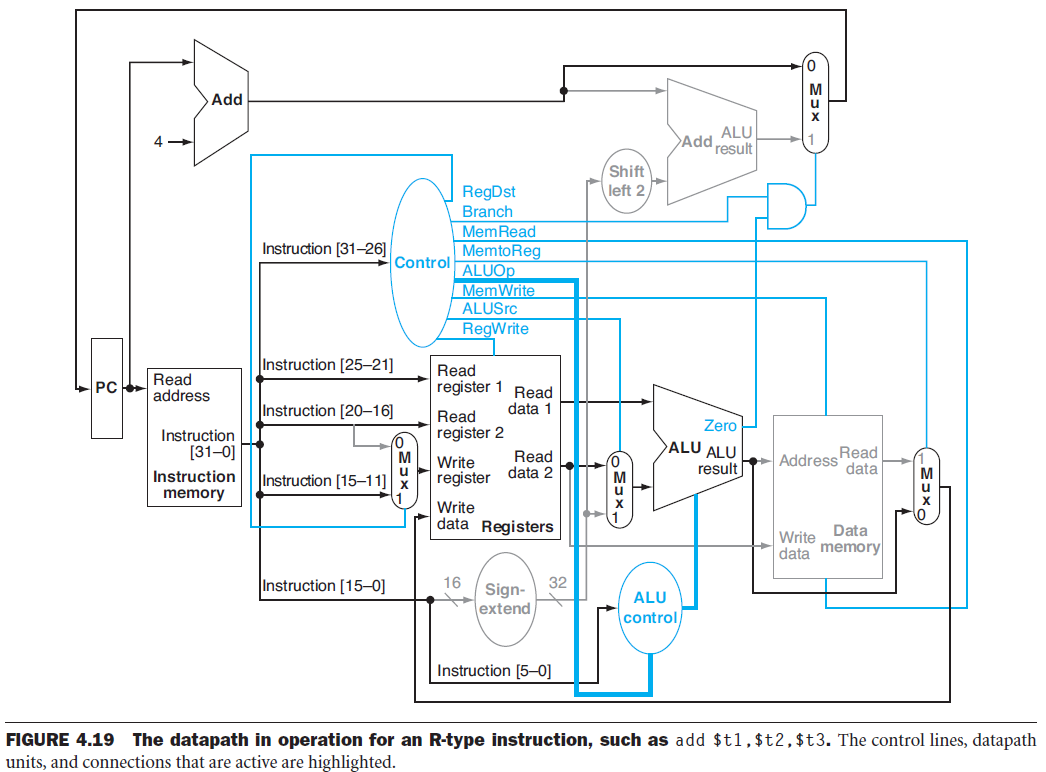 0
M
u
x
1
Add
4
Add ALU
result
Shift
left 2
RegDst
Branch
MemRead
MemtoReg
ALUOp
MemWrite
ALUSrc
RegWrite
Instruction [31–26]
Control
PC
Read
address
Instruction
[31–0]
Instruction
memory
Instruction [25–21]
Instruction [20–16]
Instruction [15–11]
Instruction [15–0]
0
M
u
x
1
Read
register 1
Read
data 1
Read
register 2
Write
register
Read
data 2
Write
data
Registers
0
M
u
x
1
Zero
ALU ALU
result
Address
Read
data
Write
data
Data
memory
1
M
u
x
0
16
Sign-
extend
32
ALU
control
Instruction [5–0]
FIGURE 4.19 The datapath in operation for an R-type instruction, such as add $t1,$t2,$t3. The control lines, datapath
units, and connections that are active are highlighted.